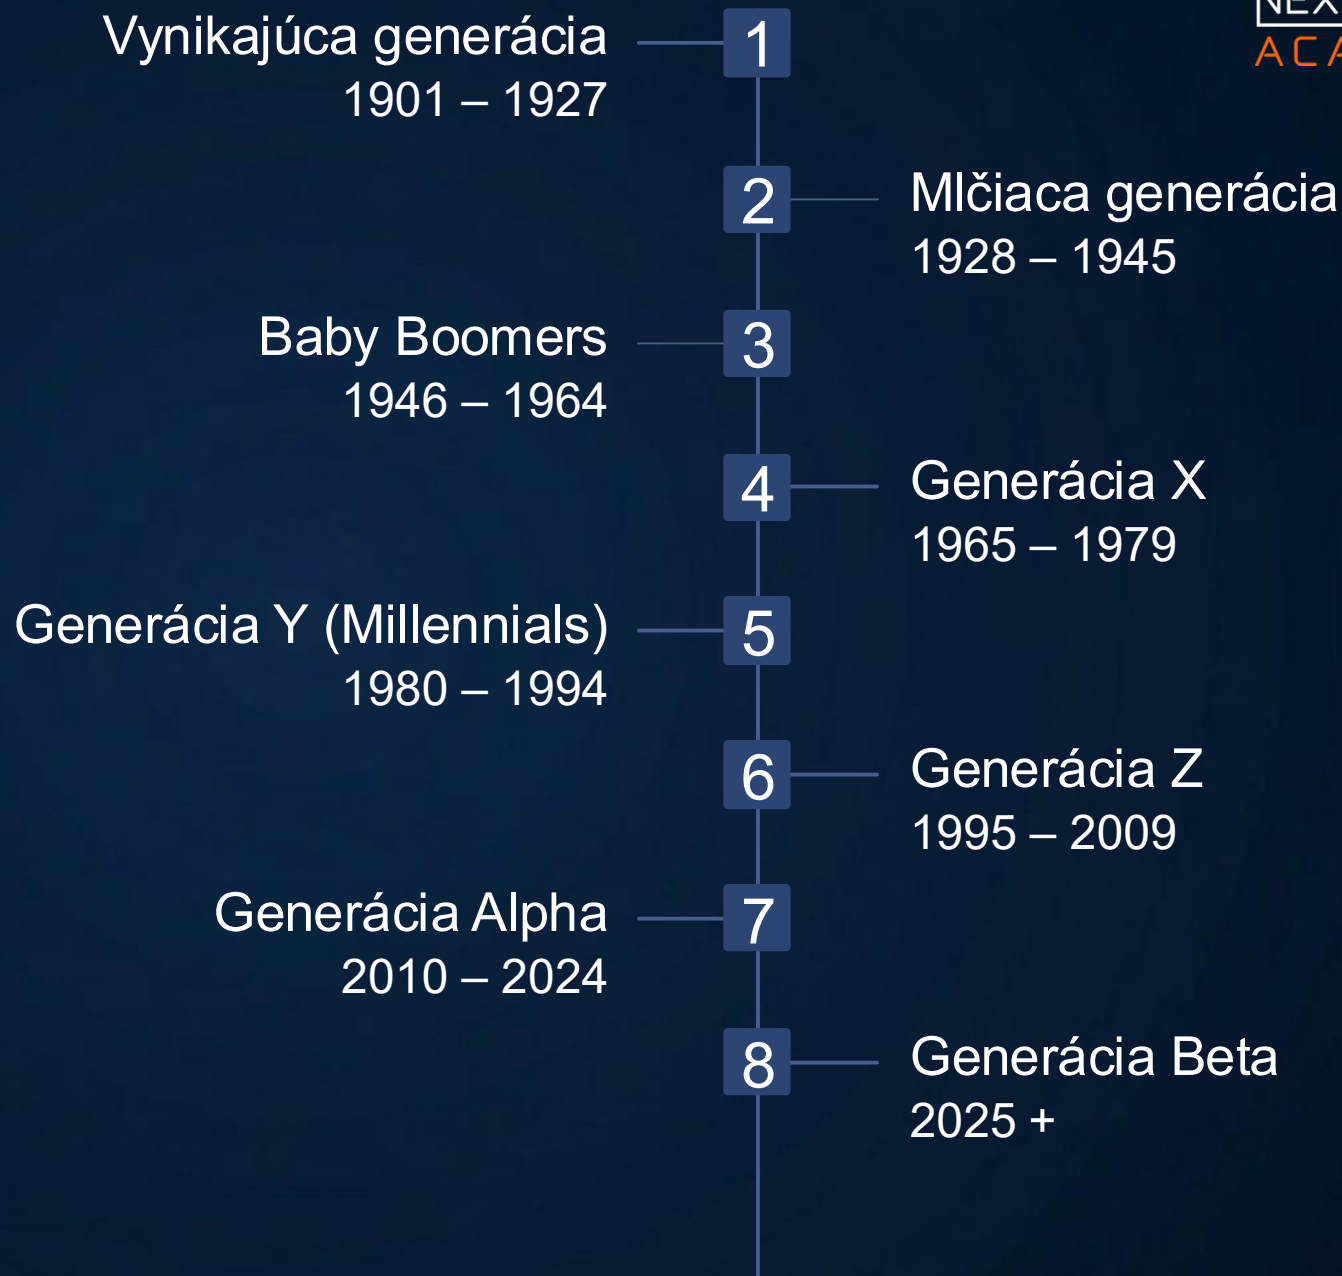 Vynikajúca generácia
1901 – 1927
1
2
Mlčiaca generácia
1928 – 1945
Baby Boomers
1946 – 1964
3
4
Generácia X
1965 – 1979
Generácia Y (Millennials)
1980 – 1994
5
6
Generácia Z
1995 – 2009
Generácia Alpha
2010 – 2024
7
8
Generácia Beta
2025 +